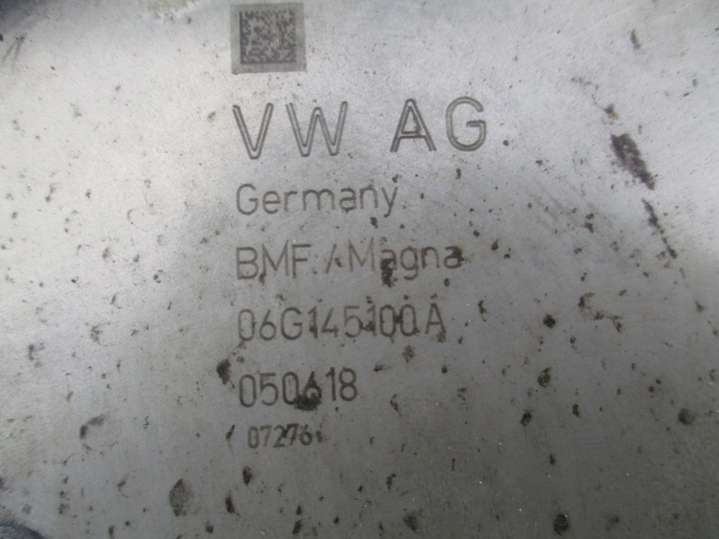 VW AG
Germany
BMF./Magna
06G145100A
050618
07276